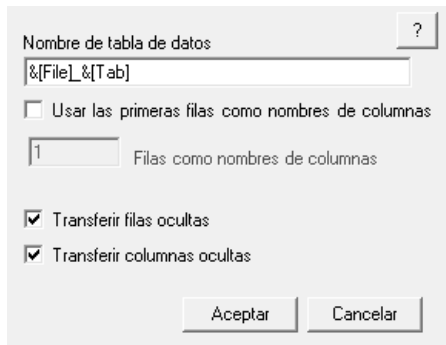 ?
Nombre de tabla de datos
&[File]_&[Tab]
Usar las primeras filas como nombres de columnas
1 Filas como nombres de columnas
Transferir filas ocultas
Transferir columnas ocultas
Aceptar Cancelar